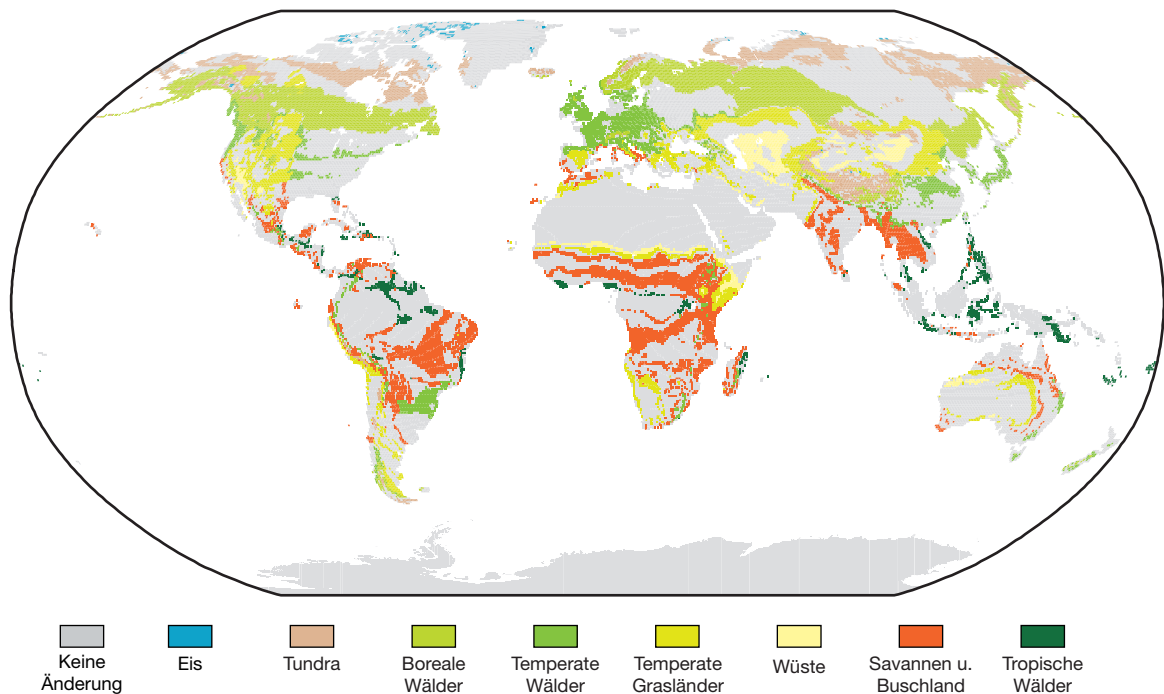 Keine
Änderung
Eis
Tundra
Boreale
Wälder
Temperate
Wälder
Temperate
Grasländer
Wüste
Savannen u.
Buschland
Tropische
Wälder